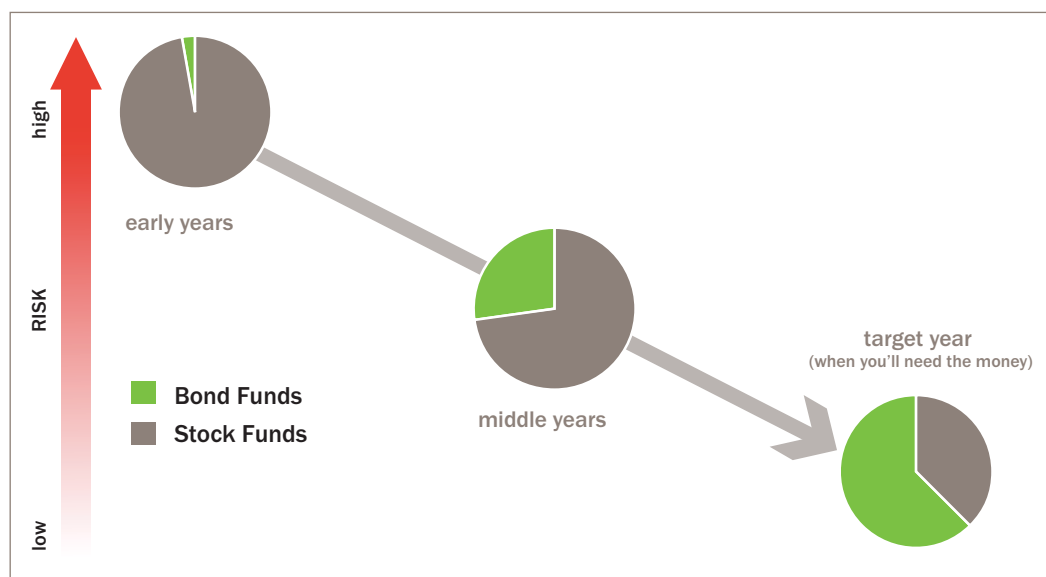 high
RISK
low
early years
middle years
target year
(when you'll need the money)
Bond Funds
Stock Funds